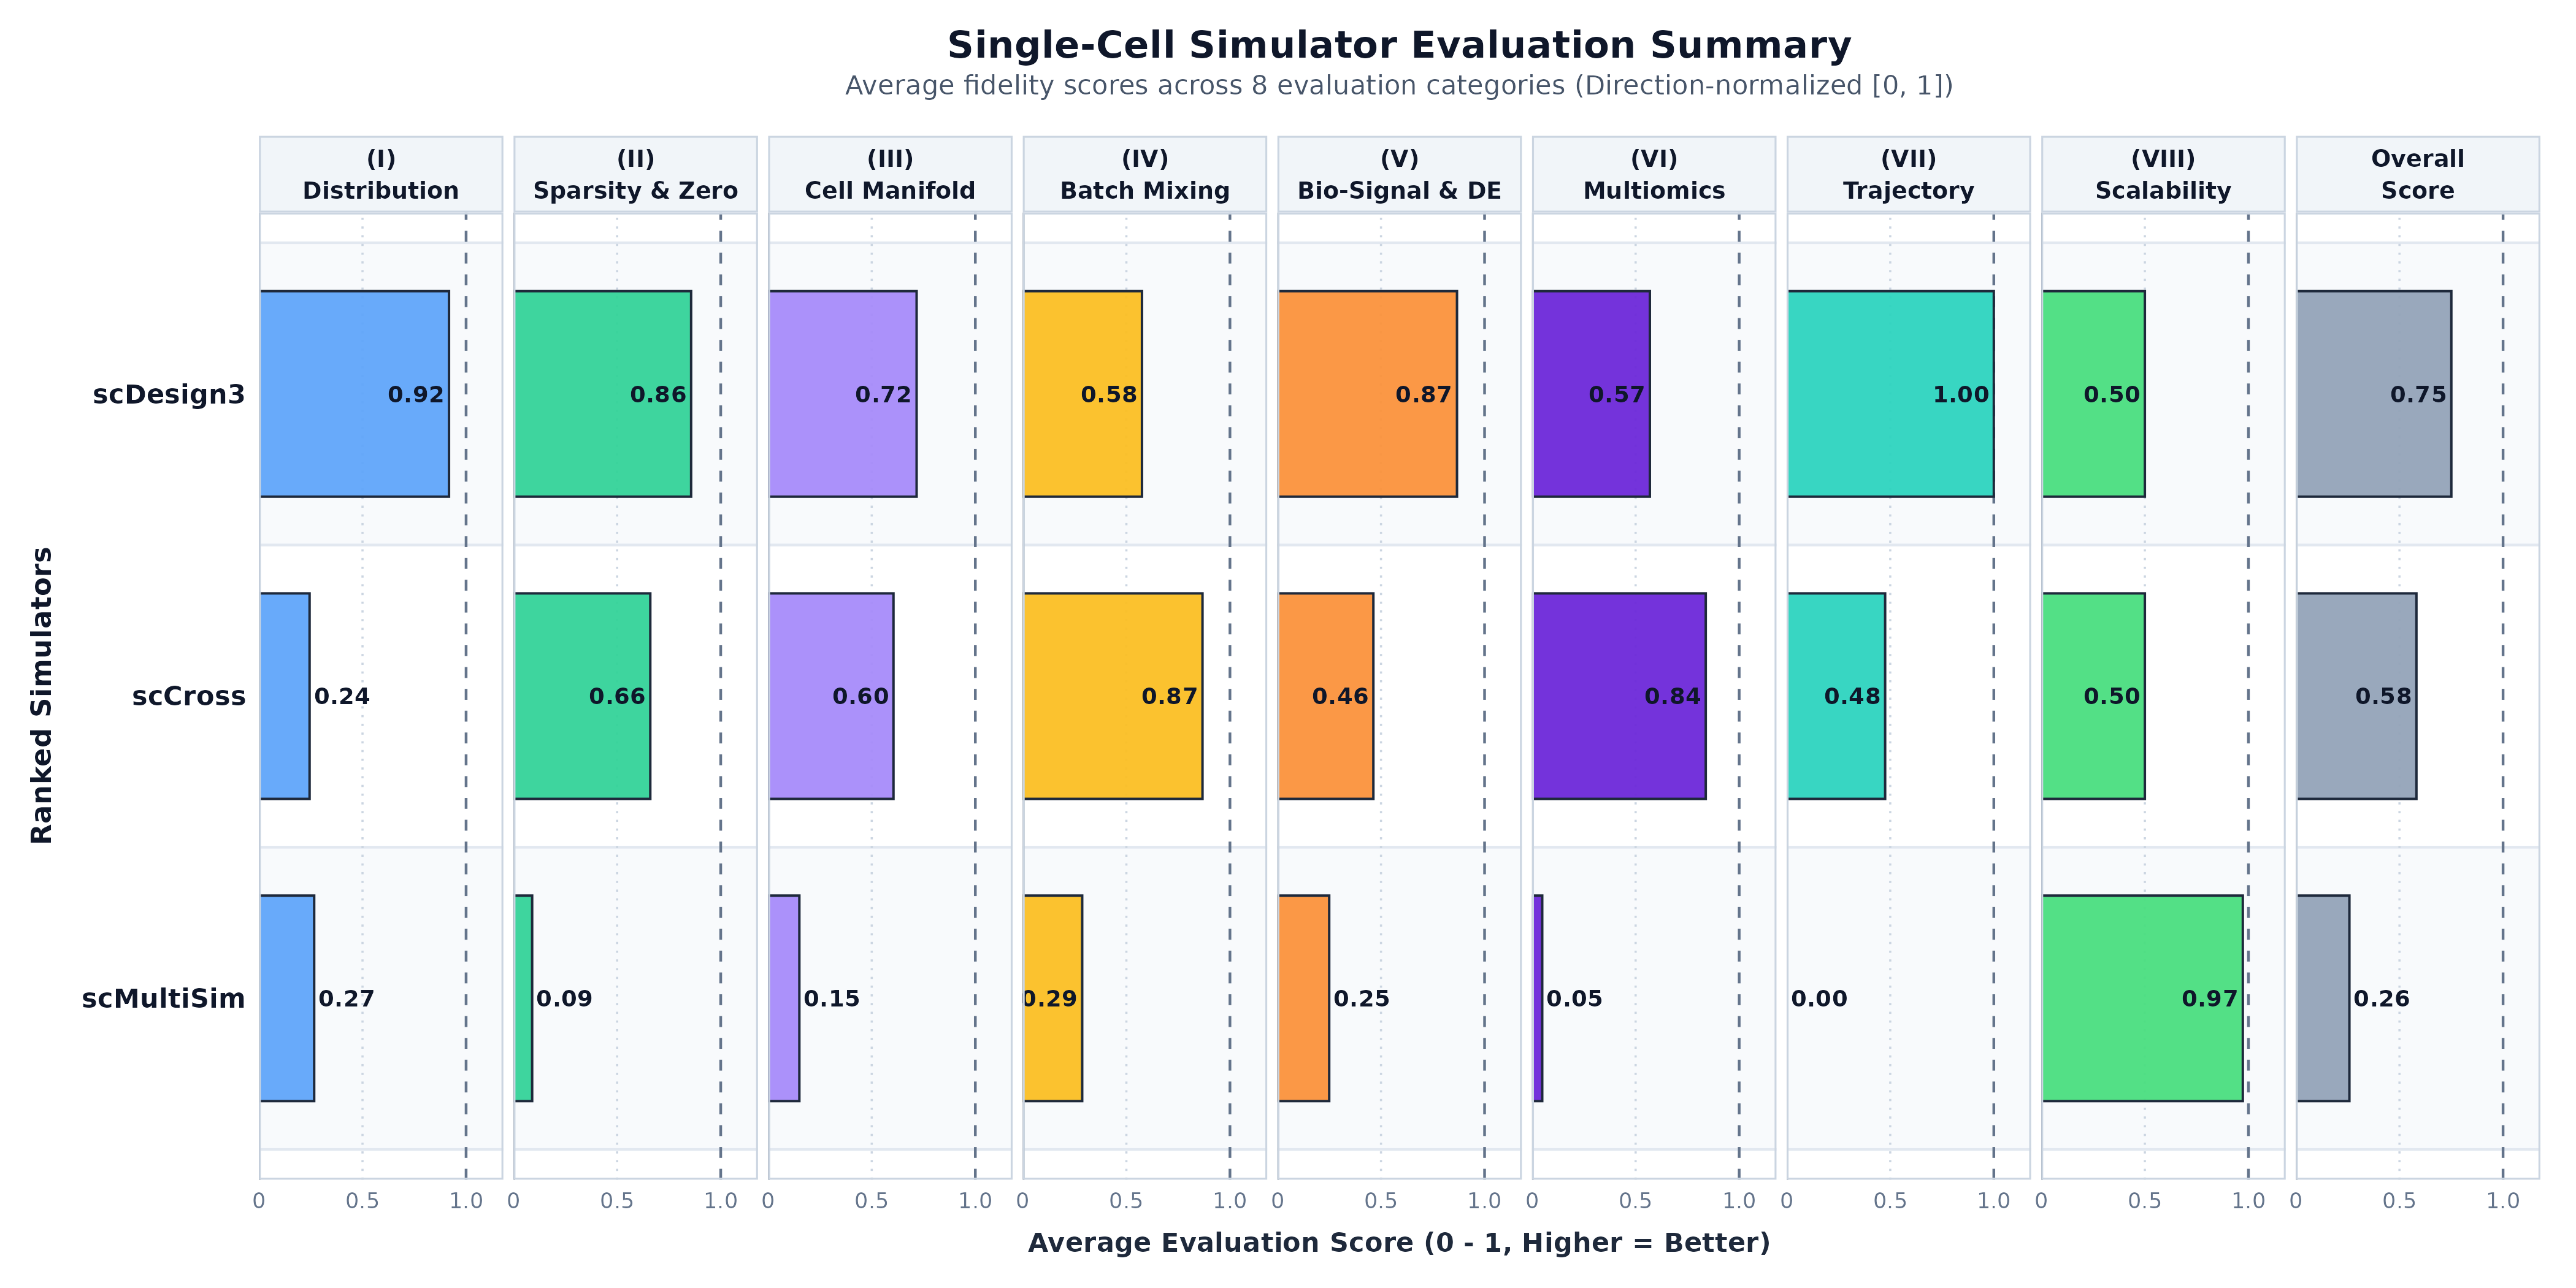 Single-Cell Simulator Evaluation Summary
Average fidelity scores across 8 evaluation categories (Direction-normalized [0, 1])
(I) (II) (III) (IV) (V) (VI) (VII) (VIII) Overall
Distribution Sparsity & Zero Cell Manifold Batch Mixing Bio-Signal & DE Multiomics Trajectory Scalability Score
Ranked Simulators
scDesign3 0.92 0.86 0.72 0.58 0.87 0.57 1.00 0.50 0.75
scCross 0.24 0.66 0.60 0.87 0.46 0.84 0.48 0.50 0.58
scMultiSim 0.27 0.09 0.15 0.29 0.25 0.05 0.00 0.97 0.26
0 0.5 1.0 0 0.5 1.0 0 0.5 1.0 0 0.5 1.0 0 0.5 1.0 0 0.5 1.0 0 0.5 1.0 0 0.5 1.0 0 0.5 1.0
Average Evaluation Score (0 - 1, Higher = Better)